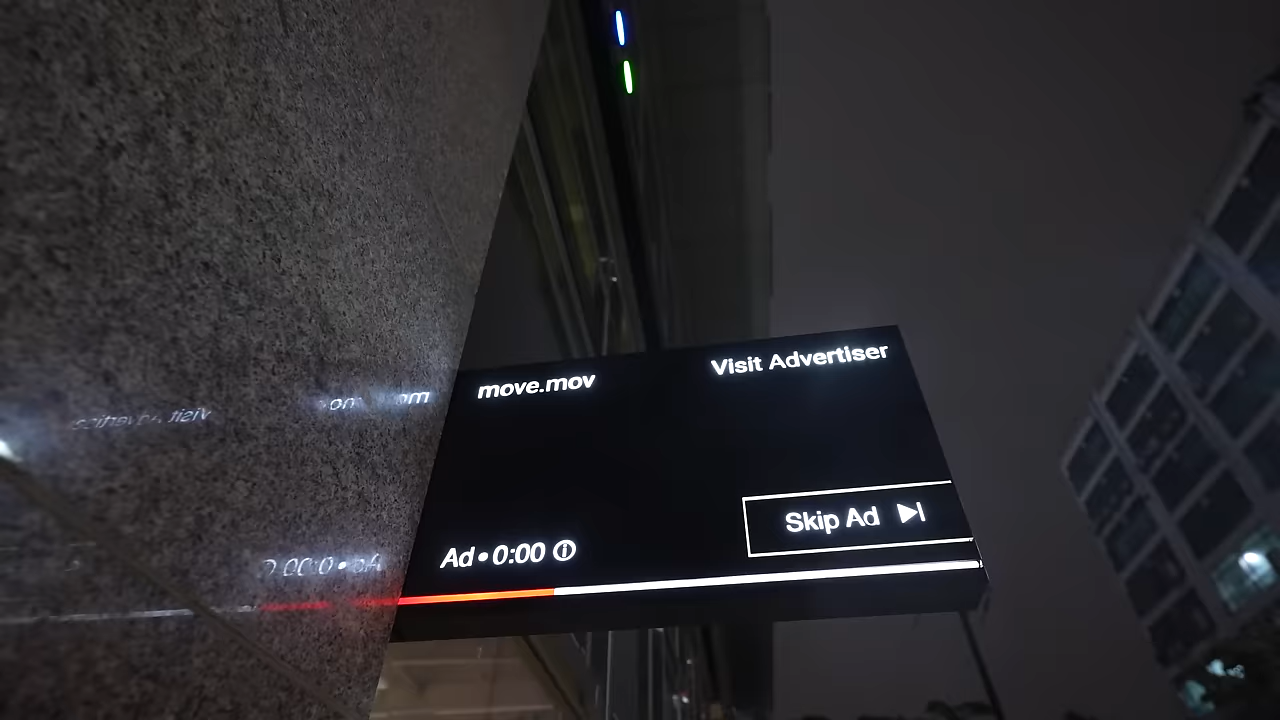 move.mov
Visit Advertiser
Skip Ad
Ad • 0:00